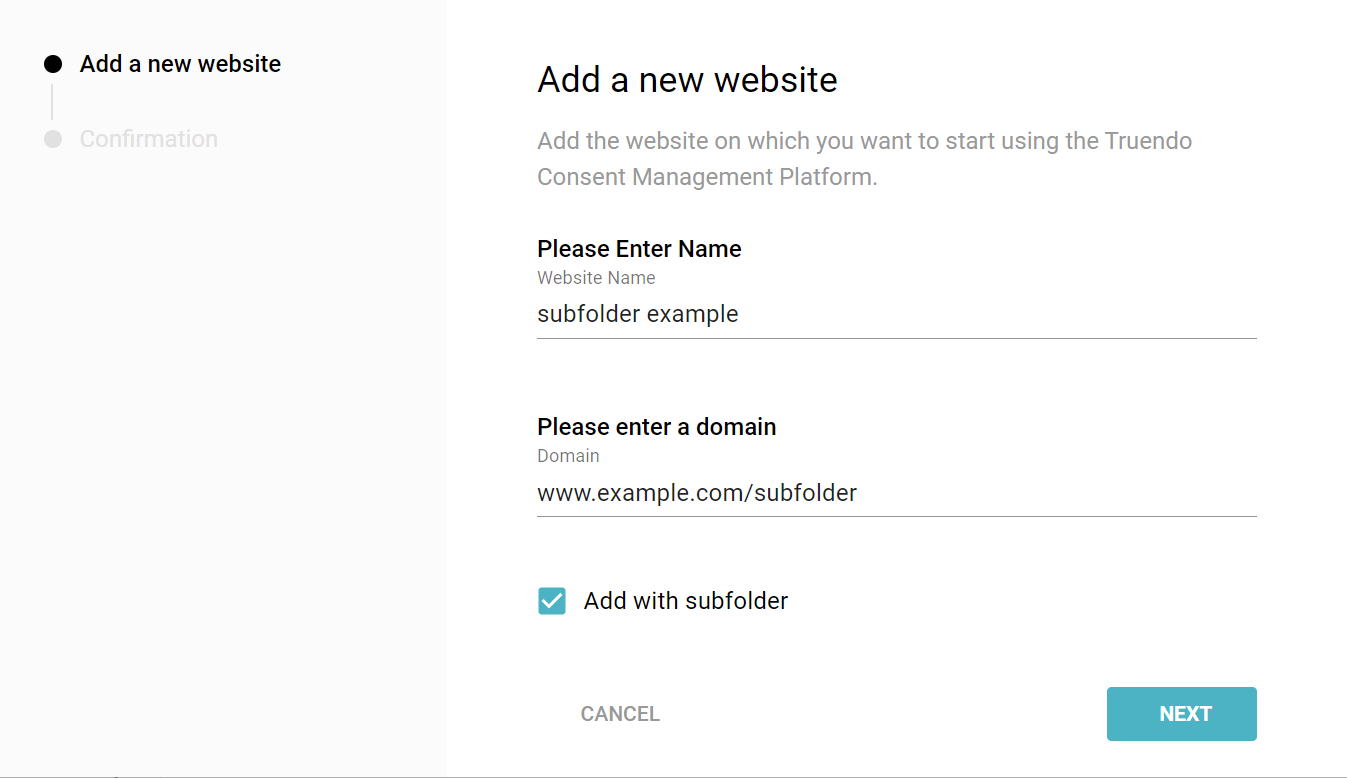 Add a new website
Confirmation
Add a new website
Add the website on which you want to start using the Truendo
Consent Management Platform.
Please Enter Name
Website Name
subfolder example
Please enter a domain
Domain
www.example.com/subfolder
Add with subfolder
CANCEL
NEXT